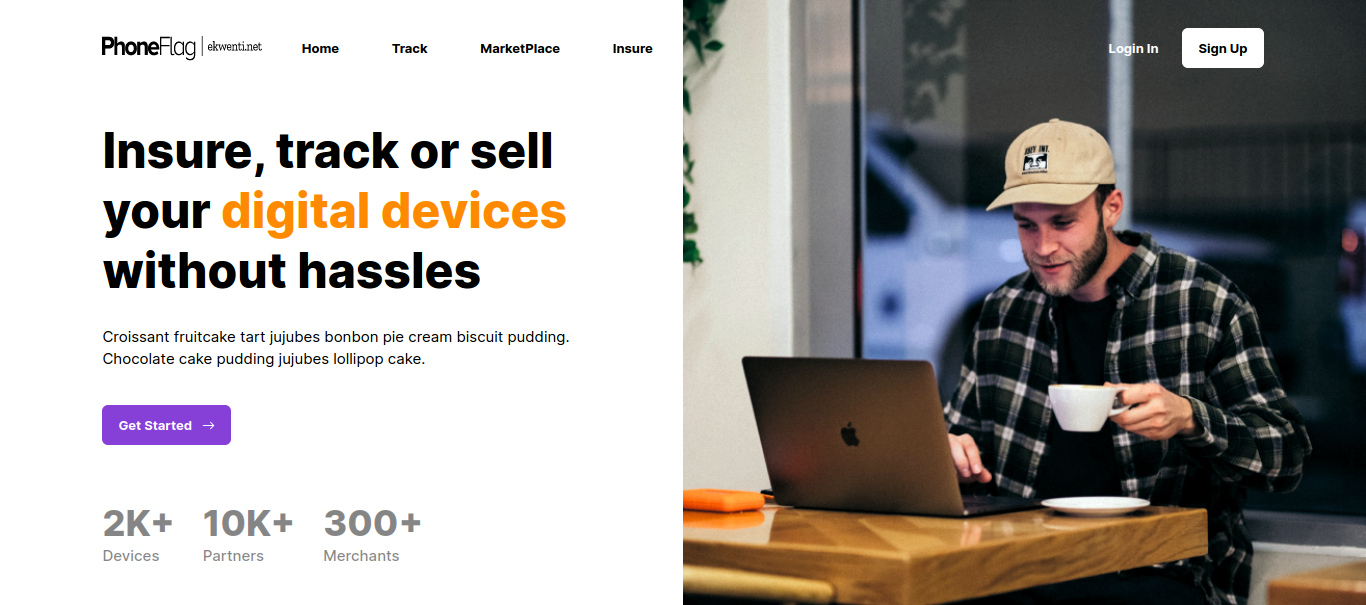 PhoneFlag | ekwenti.net
Home
Track
MarketPlace
Insure
Login In
Sign Up
Insure, track or sell
your digital devices
without hassles
Croissant fruitcake tart jujubes bonbon pie cream biscuit pudding.
Chocolate cake pudding jujubes lollipop cake.
Get Started →
2K+ 10K+ 300+
Devices Partners Merchants